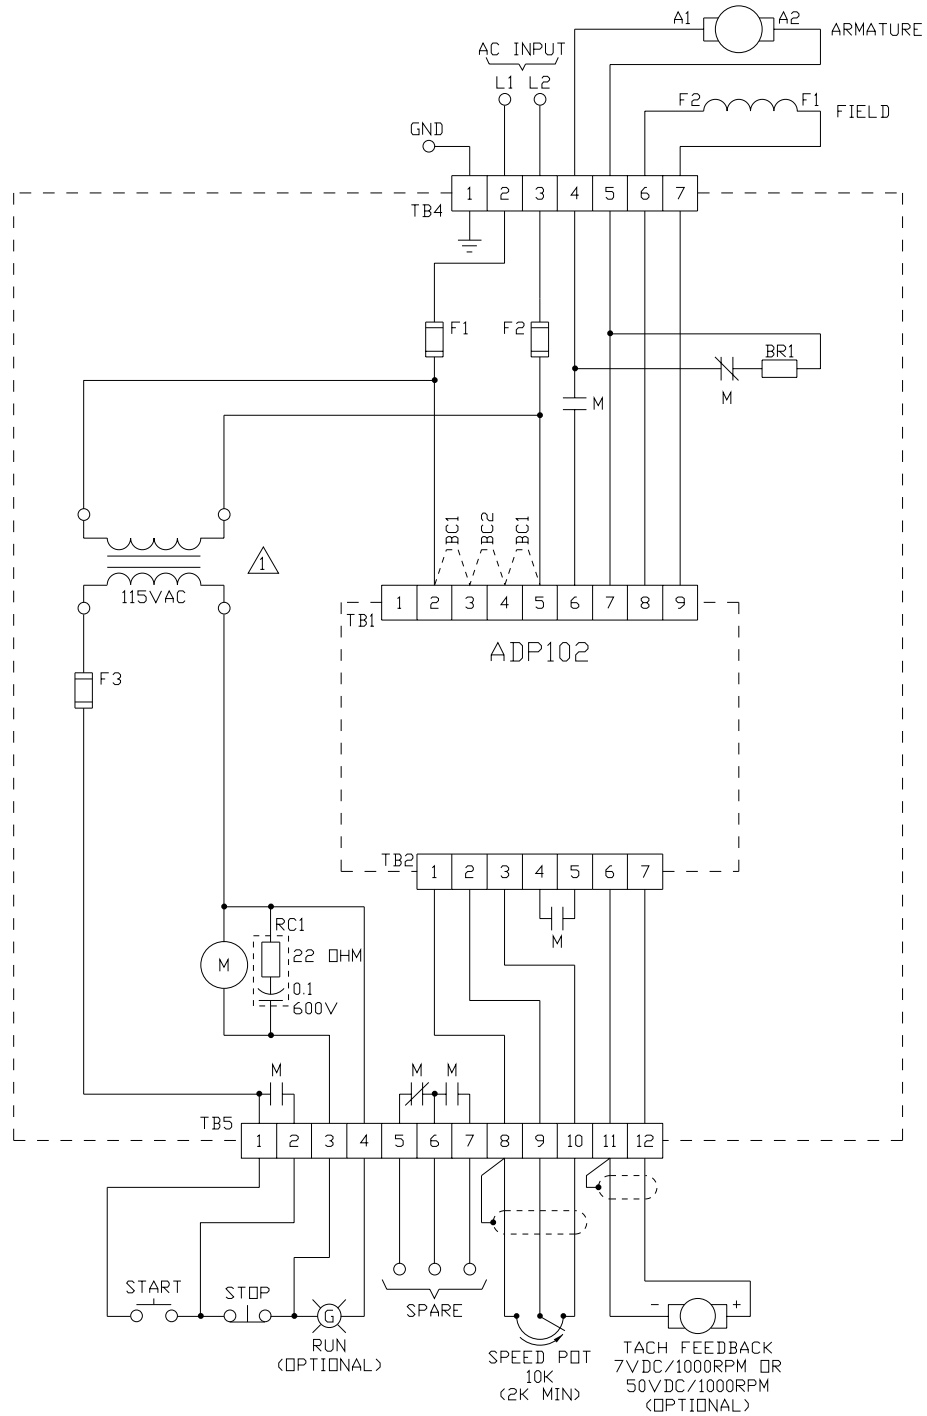 A1
A2
ARMATURE
AC INPUT
L1
L2
F2
F1
FIELD
GND
TB4
1 2 3 4 5 6 7
F1
F2
BR1
M
M
BC1
BC2
BC1
1
115VAC
TB1
1 2 3 4 5 6 7 8 9
ADP102
F3
TB2
1 2 3 4 5 6 7
M
RC1
M
22 OHM
0.1
600V
M
M
M
TB5
1 2 3 4 5 6 7 8 9 10 11 12
START
STOP
G
RUN
(OPTIONAL)
SPARE
SPEED POT
10K
(2K MIN)
- +
TACH FEEDBACK
7VDC/1000RPM OR
50VDC/1000RPM
(OPTIONAL)